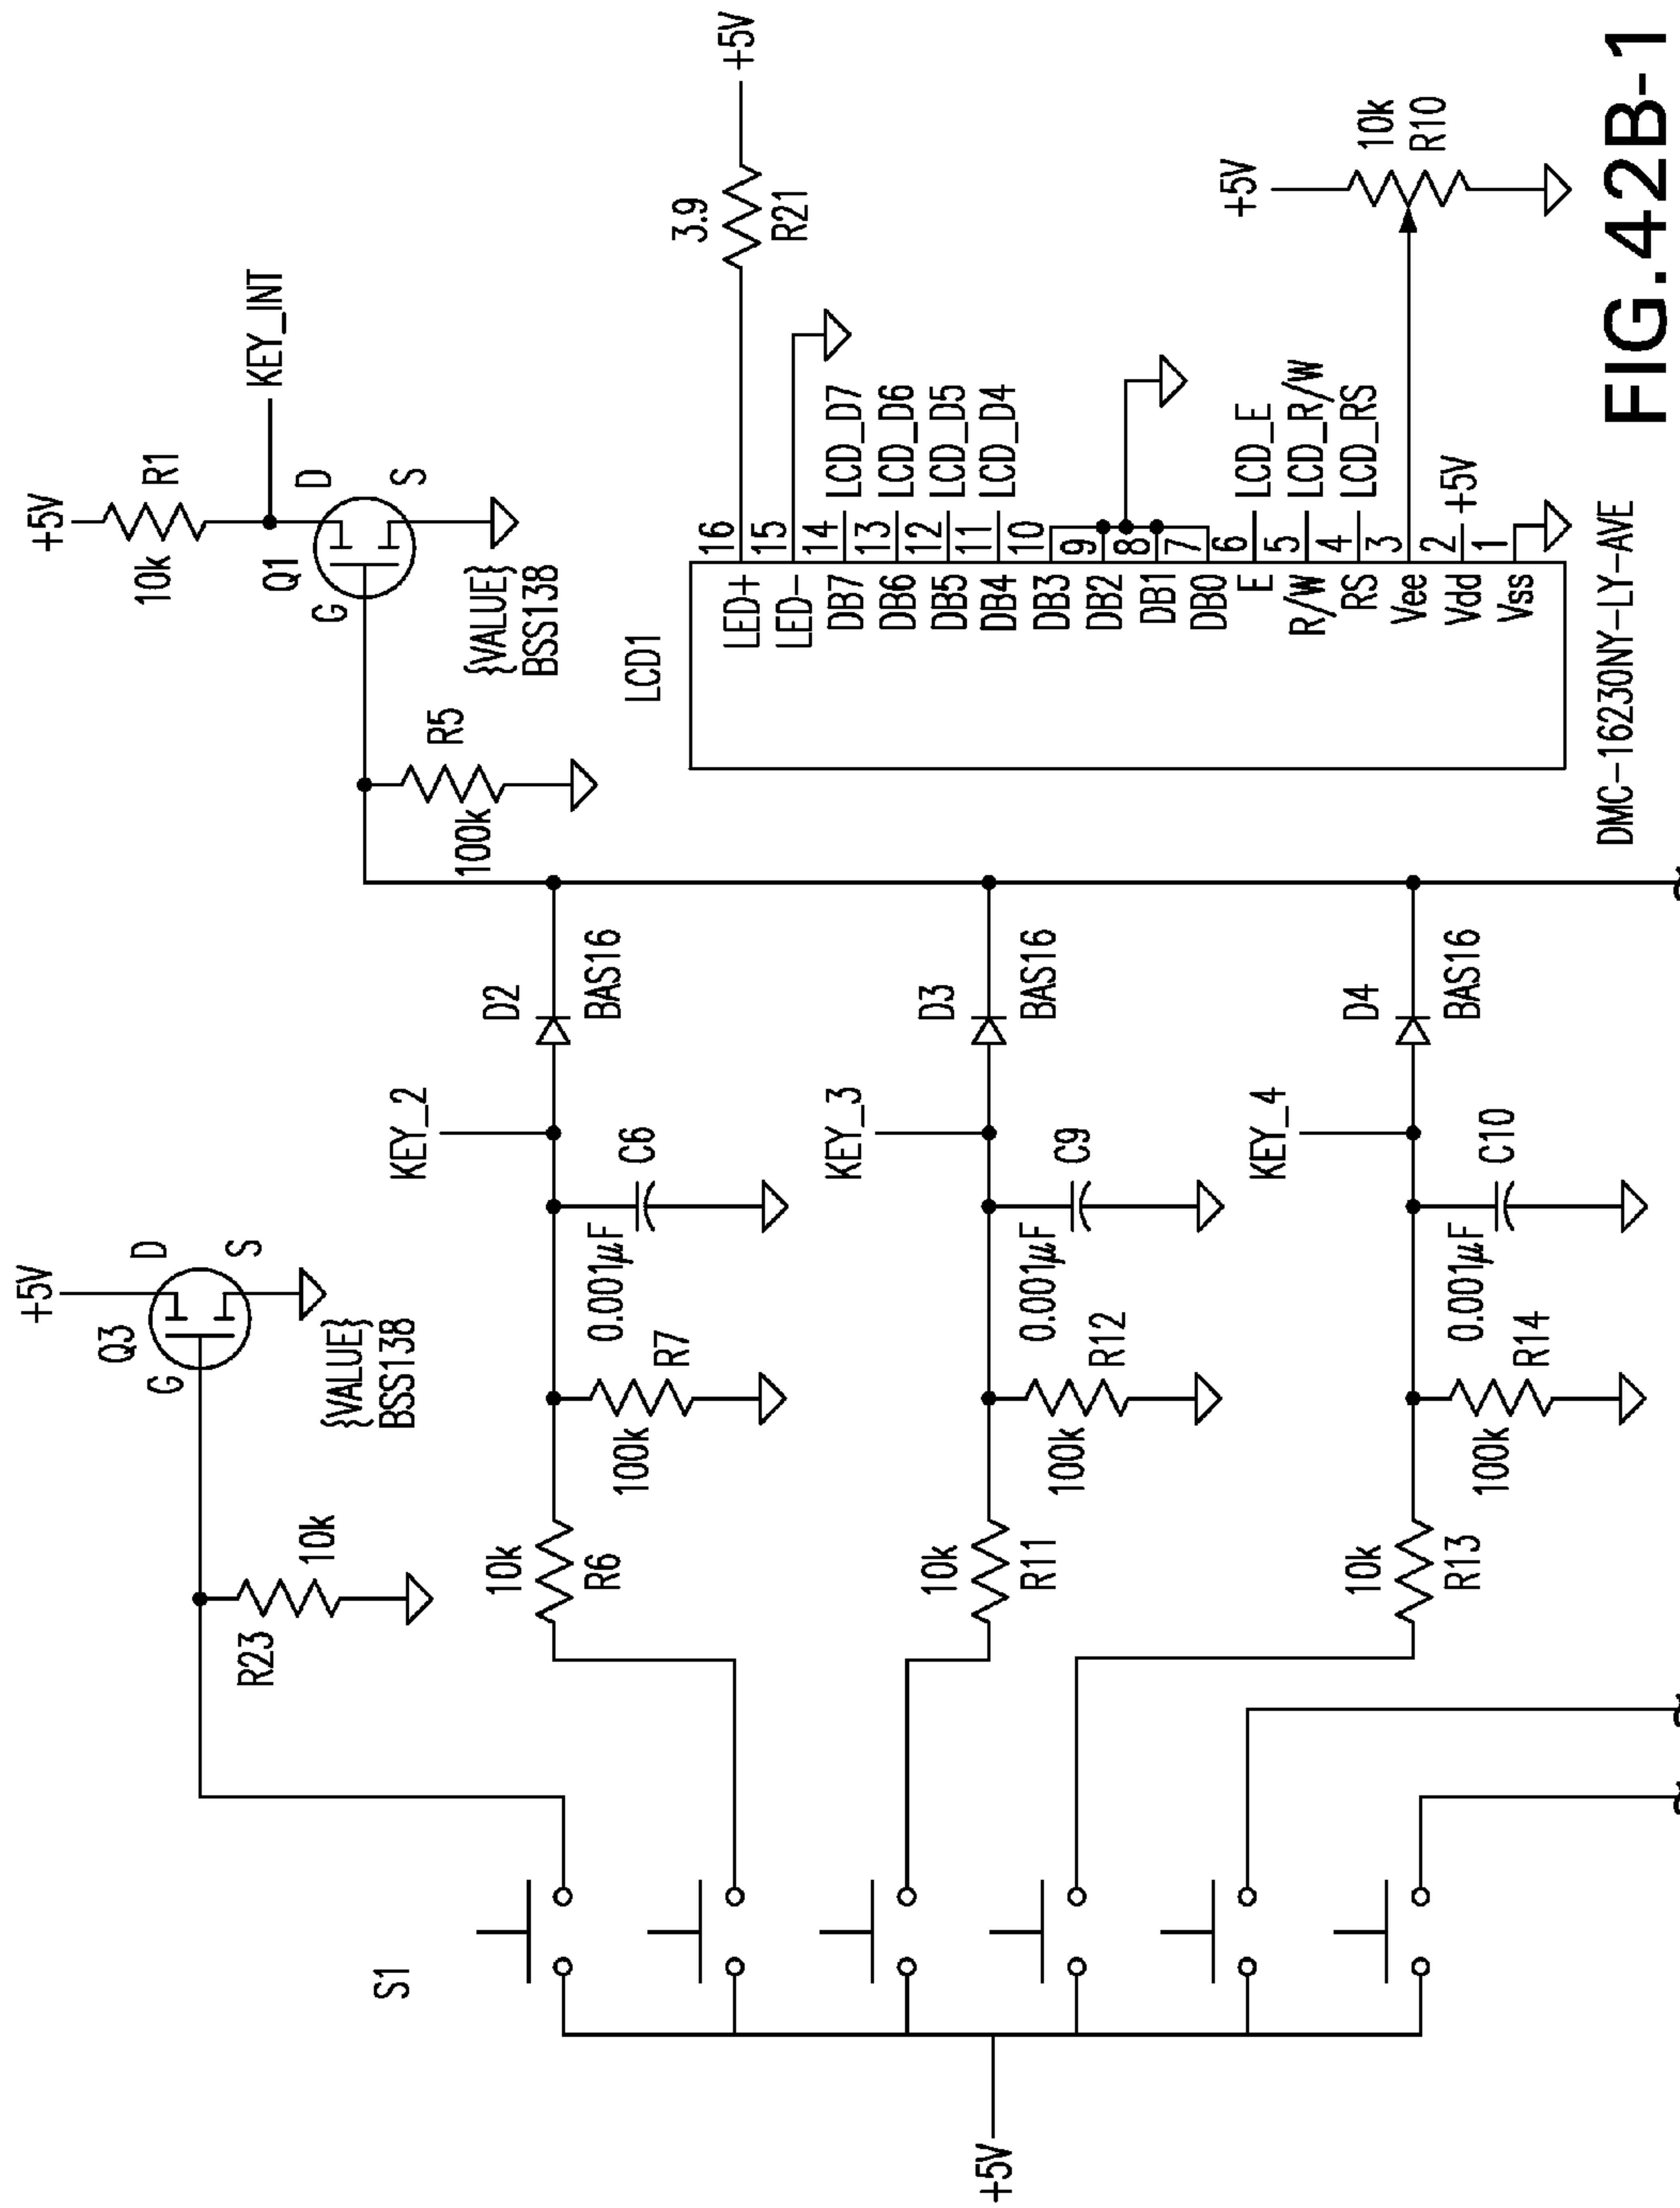 +5V
Q3
D
G
S
{VALUE}
BSS138
R23
10k
+5V
10k
R1
KEY_INT
Q1
D
G
S
{VALUE}
BSS138
R5
100k
S1
+5V
10k
R6
100k
R7
0.001µF
C6
KEY_2
D2
BAS16
10k
R11
100k
R12
0.001µF
C9
KEY_3
D3
BAS16
10k
R13
100k
R14
0.001µF
C10
KEY_4
D4
BAS16
LCD1
LED+ 16
3.9
R21
+5V
LED- 15
DB7 14 LCD_D7
DB6 13 LCD_D6
DB5 12 LCD_D5
DB4 11 LCD_D4
DB3 10
DB2 9
DB1 8
DB0 7
E 6 LCD_E
R/W 5 LCD_R/W
RS 4 LCD_RS
Vee 3
Vdd 2 +5V
Vss 1
+5V
10k
R10
DMC-16230NY-LY-AVE
FIG.42B-1